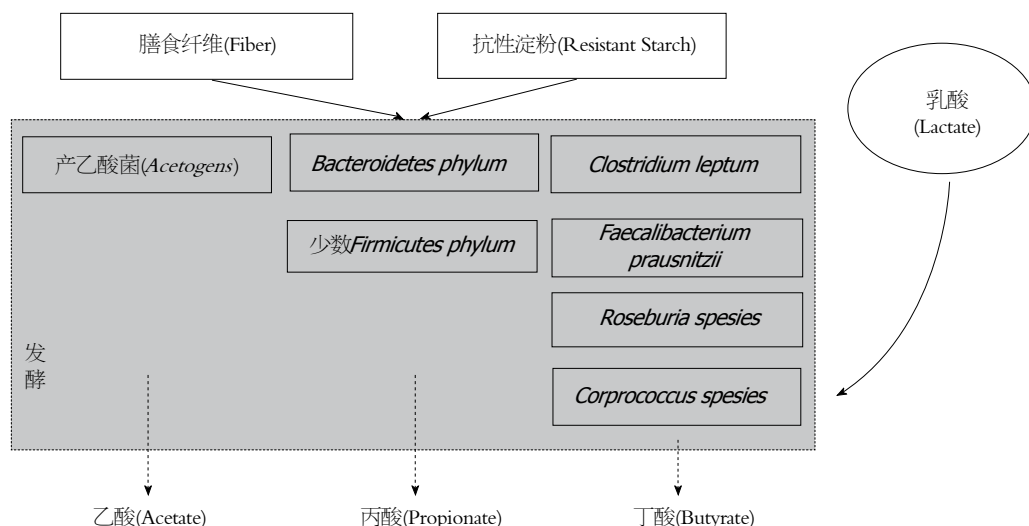 膳食纤维(Fiber)
抗性淀粉(Resistant Starch)
乳酸
(Lactate)
产乙酸菌(Acetogens)
Bacteroidetes phylum
Clostridium leptum
少数Firmicutes phylum
Faecalibacterium
prausnitzii
Roseburia spesies
发
酵
Corprococcus spesies
乙酸(Acetate)
丙酸(Propionate)
丁酸(Butyrate)